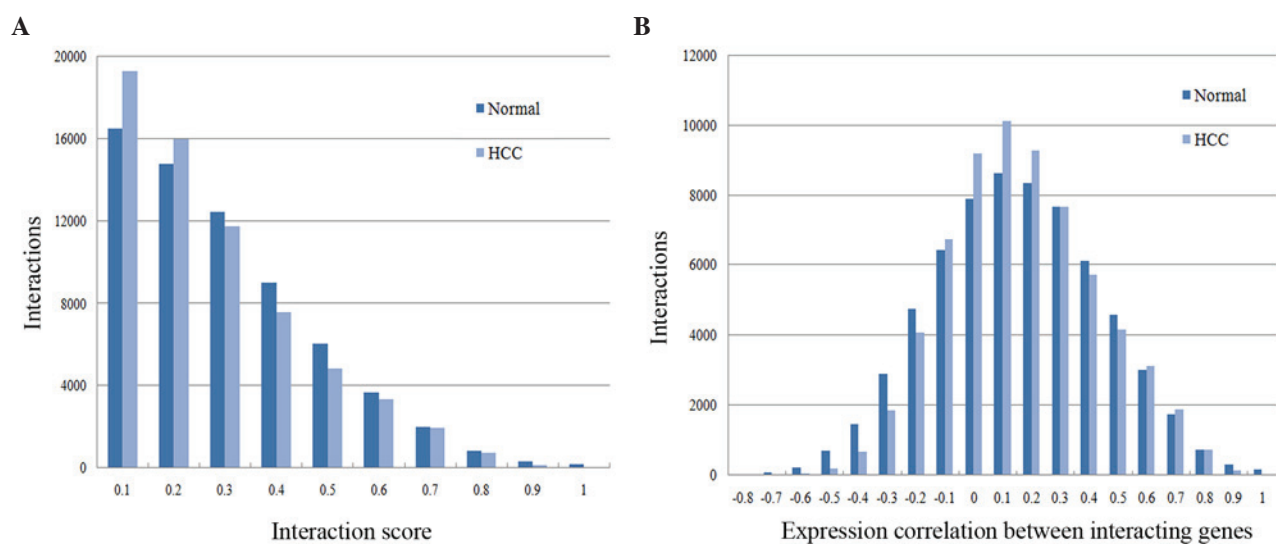 A
20000
16000
12000
8000
4000
0
Interactions
Normal
HCC
0.1 0.2 0.3 0.4 0.5 0.6 0.7 0.8 0.9 1
Interaction score
B
12000
10000
8000
6000
4000
2000
0
Interactions
Normal
HCC
-0.8 -0.7 -0.6 -0.5 -0.4 -0.3 -0.2 -0.1 0 0.1 0.2 0.3 0.4 0.5 0.6 0.7 0.8 0.9 1
Expression correlation between interacting genes